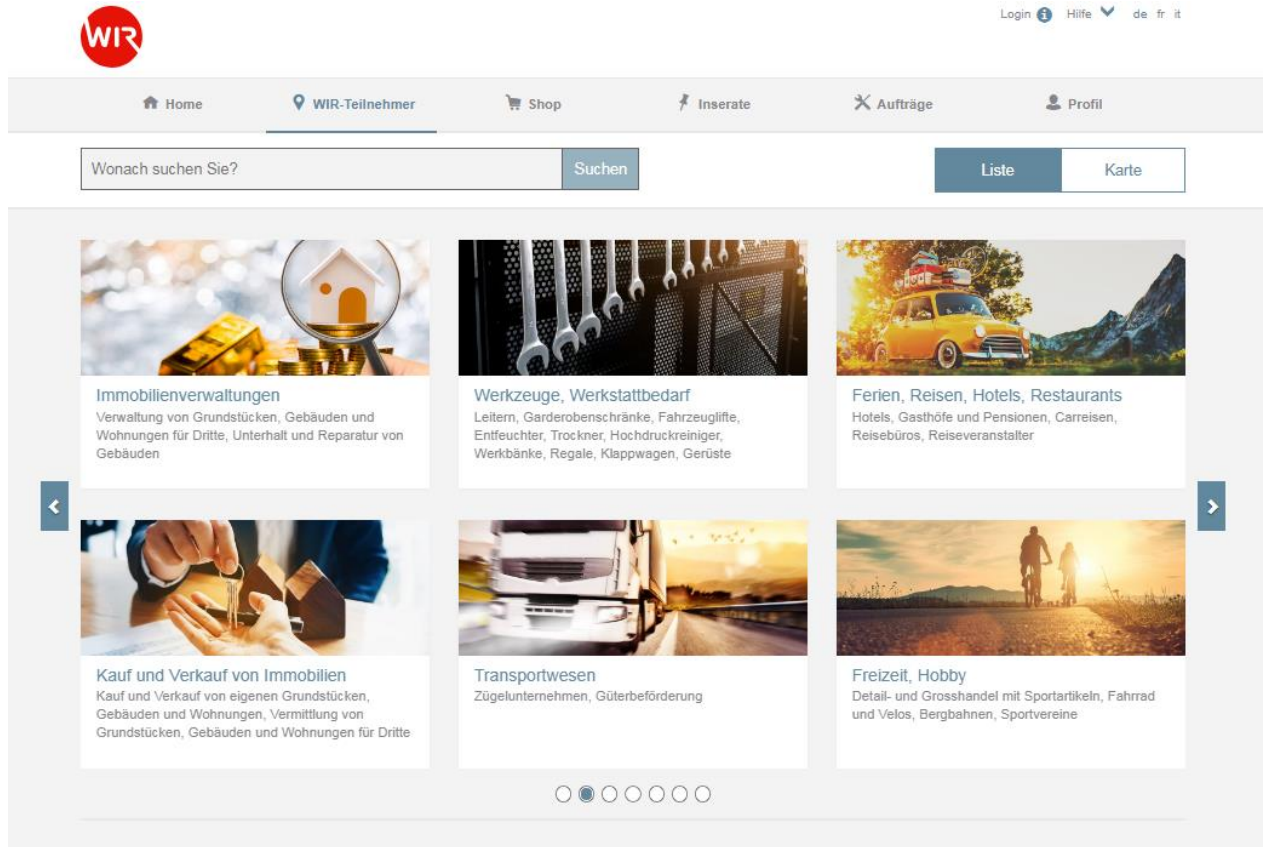 WIR
Login Hilfe de fr it
Home WIR-Teilnehmer Shop Inserate Aufträge Profil
Wonach suchen Sie? Suchen Liste Karte
Immobilienverwaltungen
Verwaltung von Grundstücken, Gebäuden und
Wohnungen für Dritte, Unterhalt und Reparatur von
Gebäuden
Werkzeuge, Werkstattbedarf
Leitern, Garderobenschränke, Fahrzeuglifte,
Entfeuchter, Trockner, Hochdruckreiniger,
Werkbänke, Regale, Klappwagen, Gerüste
Ferien, Reisen, Hotels, Restaurants
Hotels, Gasthöfe und Pensionen, Carreisen,
Reisebüros, Reiseveranstalter
Kauf und Verkauf von Immobilien
Kauf und Verkauf von eigenen Grundstücken,
Gebäuden und Wohnungen, Vermittlung von
Grundstücken, Gebäuden und Wohnungen für Dritte
Transportwesen
Zügelunternehmen, Güterbeförderung
Freizeit, Hobby
Detail- und Grosshandel mit Sportartikeln, Fahrrad
und Velos, Bergbahnen, Sportvereine